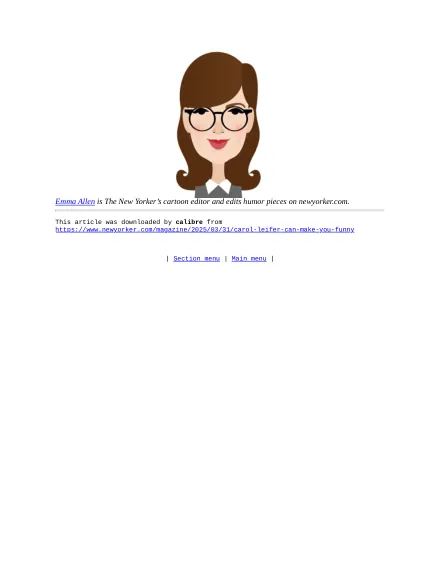 Emma Allen is The New Yorker’s cartoon editor and edits humor pieces on newyorker.com.
This article was downloaded by calibre from
https://www.newyorker.com/magazine/2025/03/31/carol-leifer-can-make-you-funny
| Section menu | Main menu |